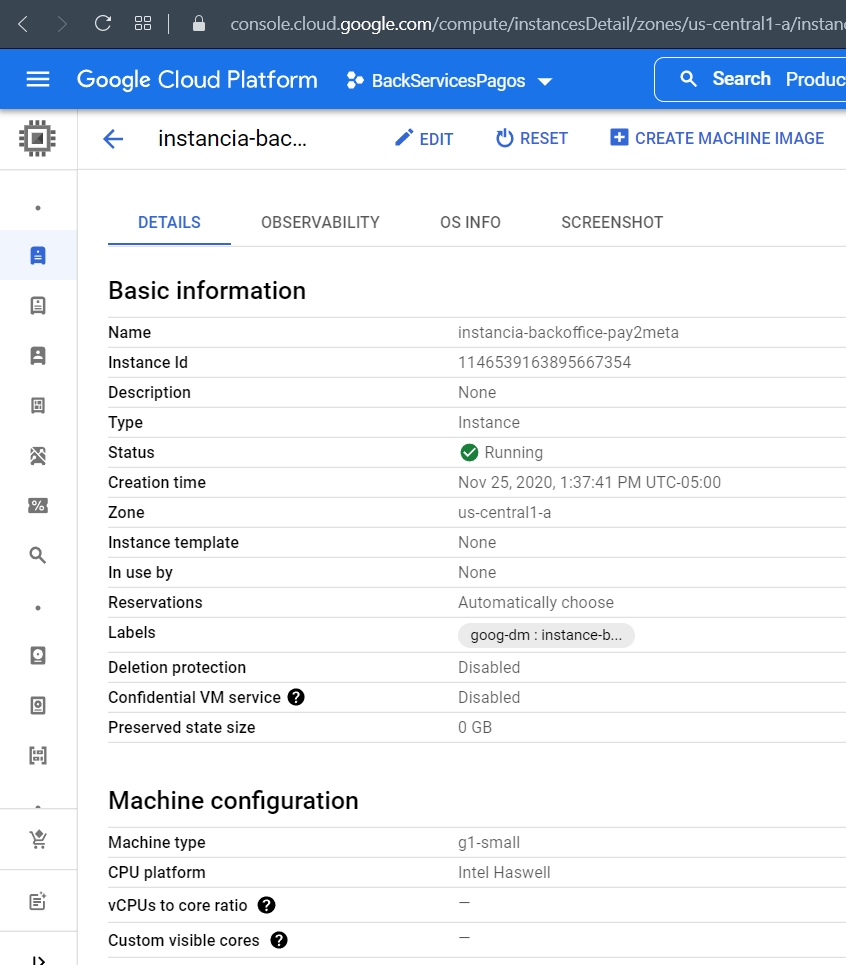 console.cloud.google.com/compute/instancesDetail/zones/us-central1-a/instan
Google Cloud Platform BackServicesPagos Search Produc
instancia-bac... EDIT RESET CREATE MACHINE IMAGE
DETAILS OBSERVABILITY OS INFO SCREENSHOT
Basic information
Name instancia-backoffice-pay2meta
Instance Id 1146539163895667354
Description None
Type Instance
Status Running
Creation time Nov 25, 2020, 1:37:41 PM UTC-05:00
Zone us-central1-a
Instance template None
In use by None
Reservations Automatically choose
Labels goog-dm : instance-b...
Deletion protection Disabled
Confidential VM service ? Disabled
Preserved state size 0 GB
Machine configuration
Machine type g1-small
CPU platform Intel Haswell
vCPUs to core ratio ? —
Custom visible cores ? —